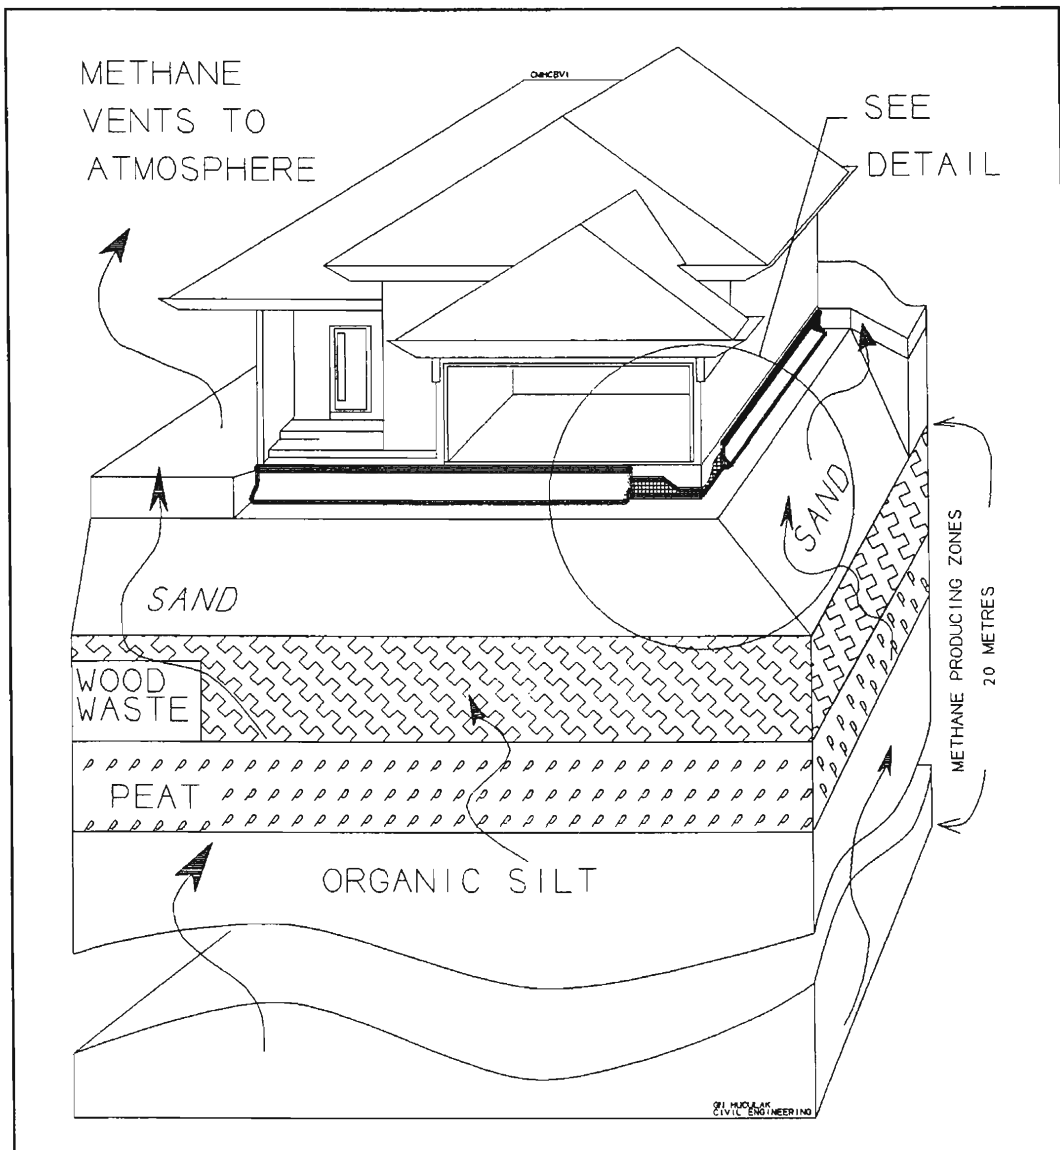 METHANE
VENTS TO
ATMOSPHERE
CMHCBV1
SEE
DETAIL
SAND
SAND
WOOD
WASTE
PEAT
ORGANIC SILT
METHANE PRODUCING ZONES
20 METRES
CIVIL ENGINEERING